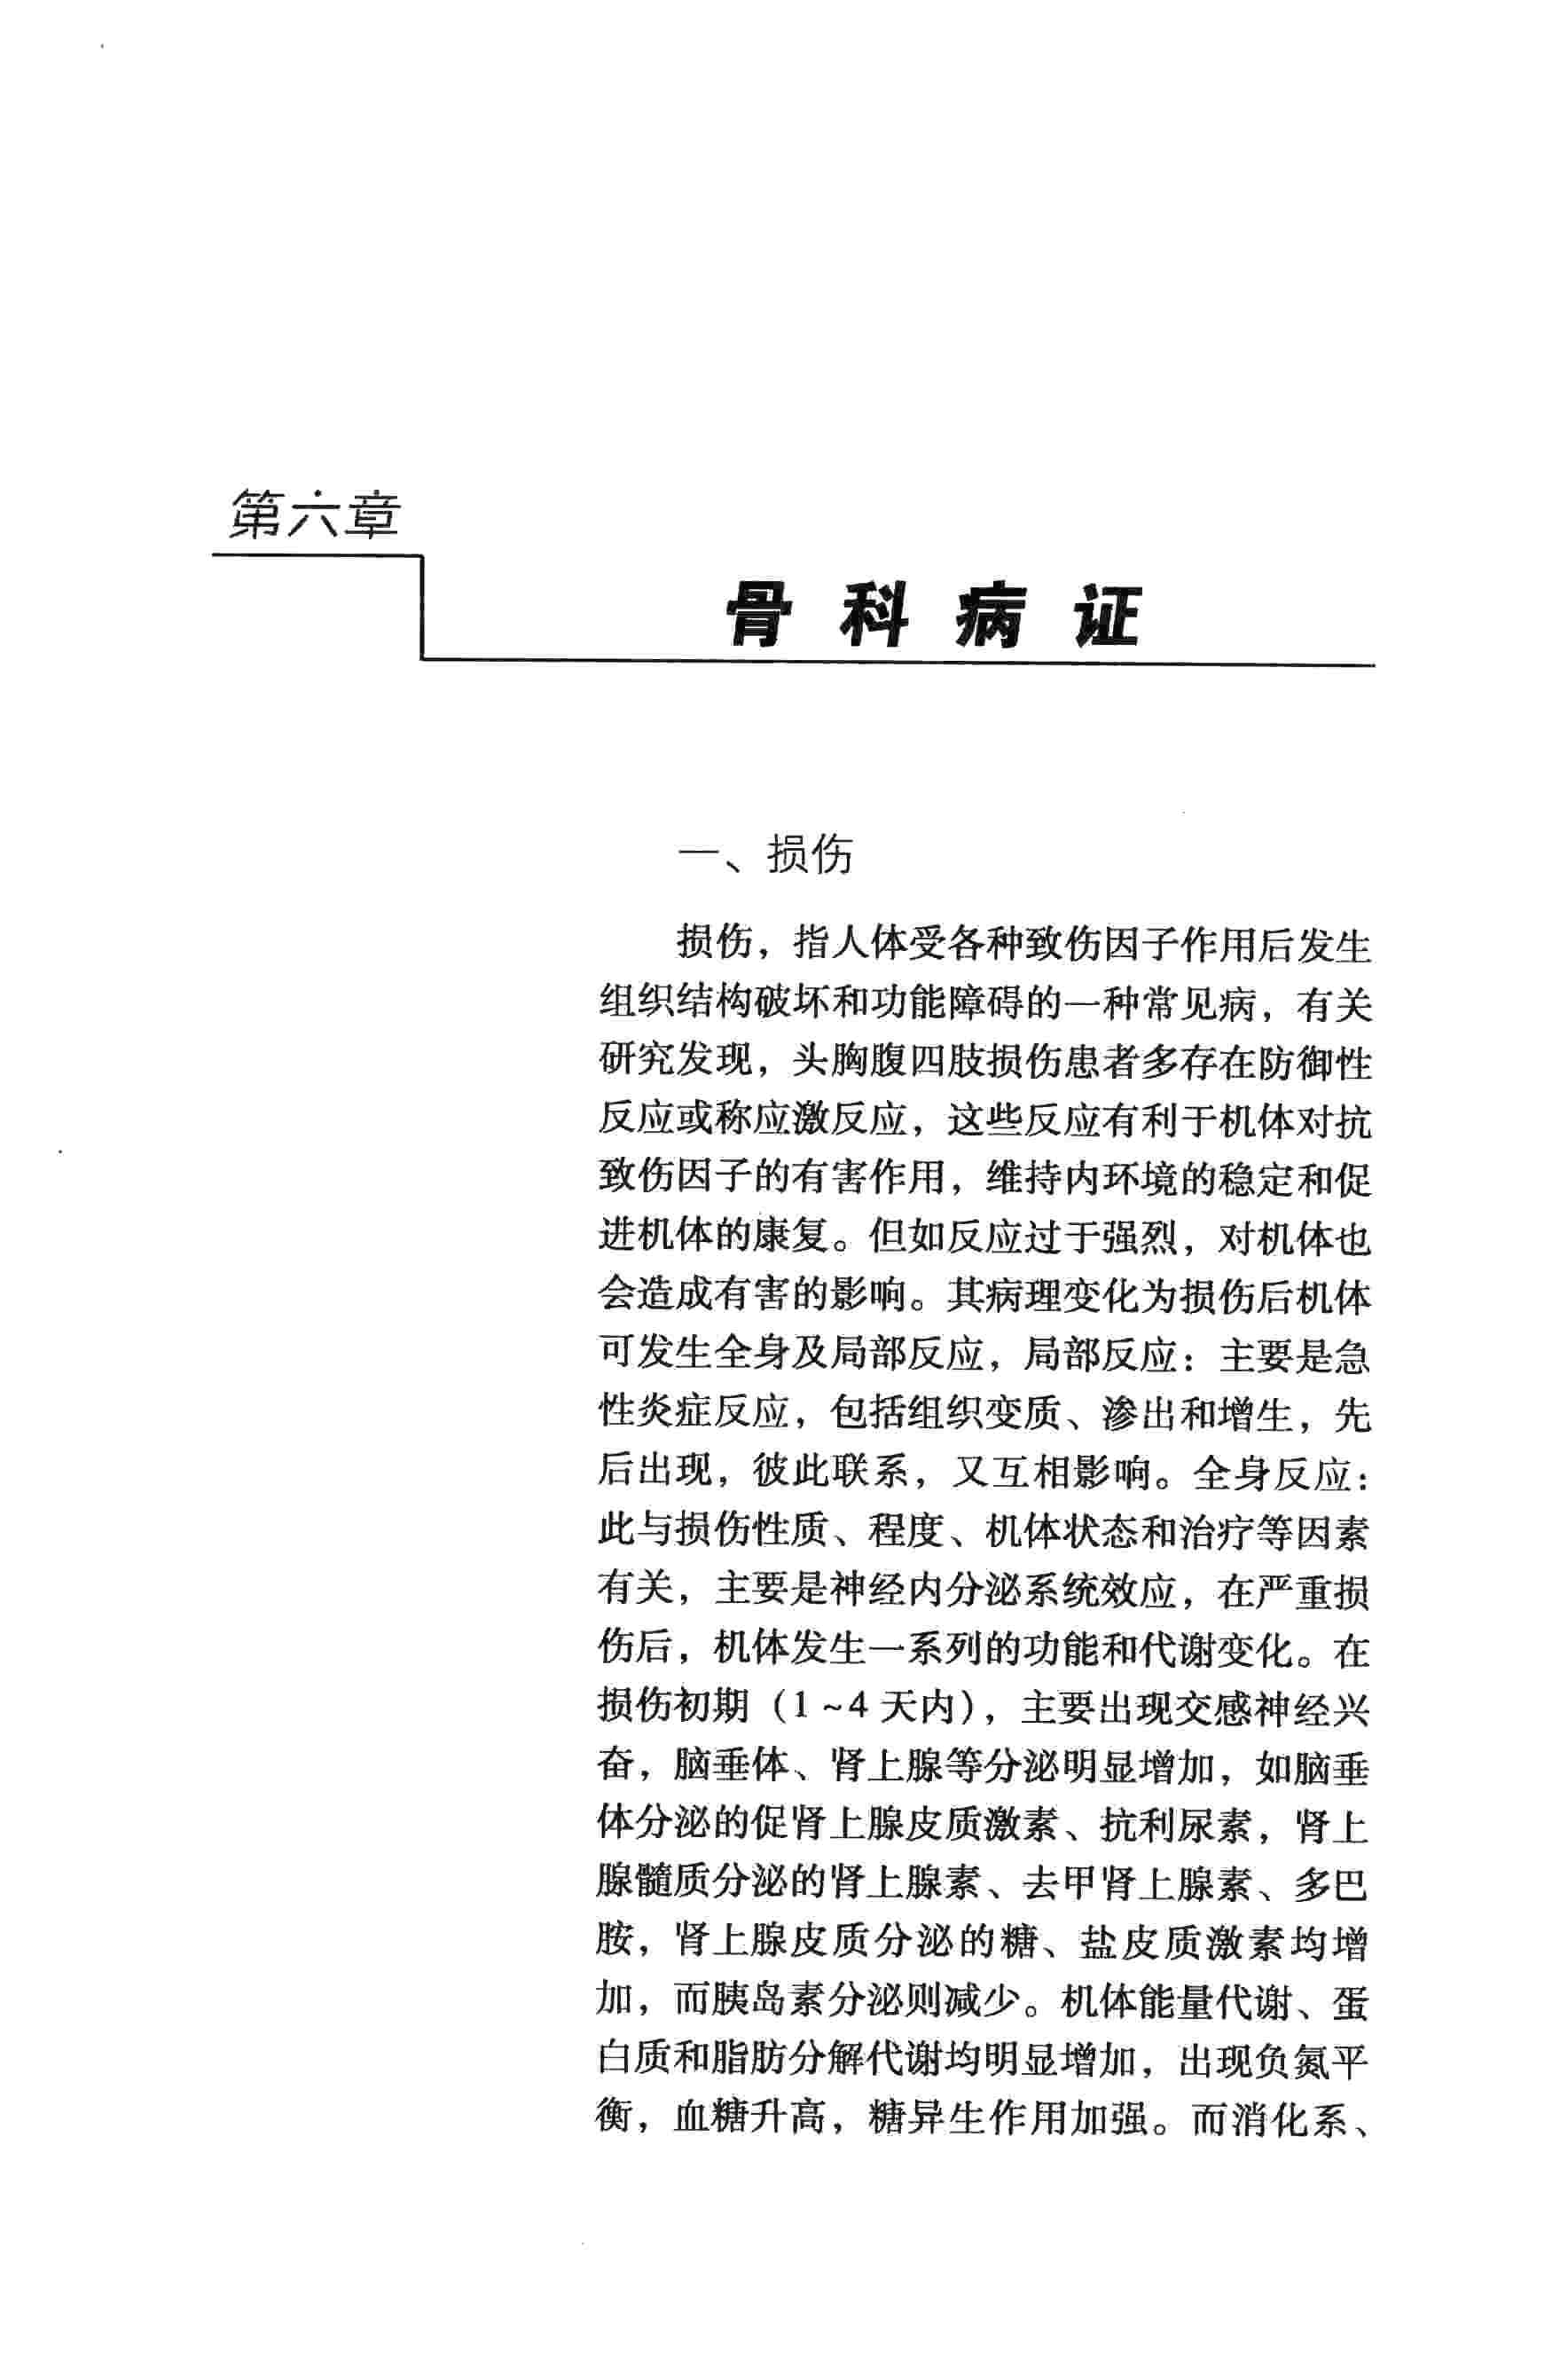 第六章
骨科病证
一、损伤
损伤，指人体受各种致伤因子作用后发生
组织结构破坏和功能障碍的一种常见病，有关
研究发现，头胸腹四肢损伤患者多存在防御性
反应或称应激反应，这些反应有利于机体对抗
致伤因子的有害作用，维持内环境的稳定和促
进机体的康复。但如反应过于强烈，对机体也
会造成有害的影响。其病理变化为损伤后机体
可发生全身及局部反应，局部反应：主要是急
性炎症反应，包括组织变质、渗出和增生，先
后出现，彼此联系，又互相影响。全身反应：
此与损伤性质、程度、机体状态和治疗等因素
有关，主要是神经内分泌系统效应，在严重损
伤后，机体发生一系列的功能和代谢变化。在
损伤初期（1~4天内），主要出现交感神经兴
奋，脑垂体、肾上腺等分泌明显增加，如脑垂
体分泌的促肾上腺皮质激素、抗利尿素，肾上
腺髓质分泌的肾上腺素、去甲肾上腺素、多巴
胺，肾上腺皮质分泌的糖、盐皮质激素均增
加，而胰岛素分泌则减少。机体能量代谢、蛋
白质和脂肪分解代谢均明显增加，出现负氮平
衡，血糖升高，糖异生作用加强。而消化系、